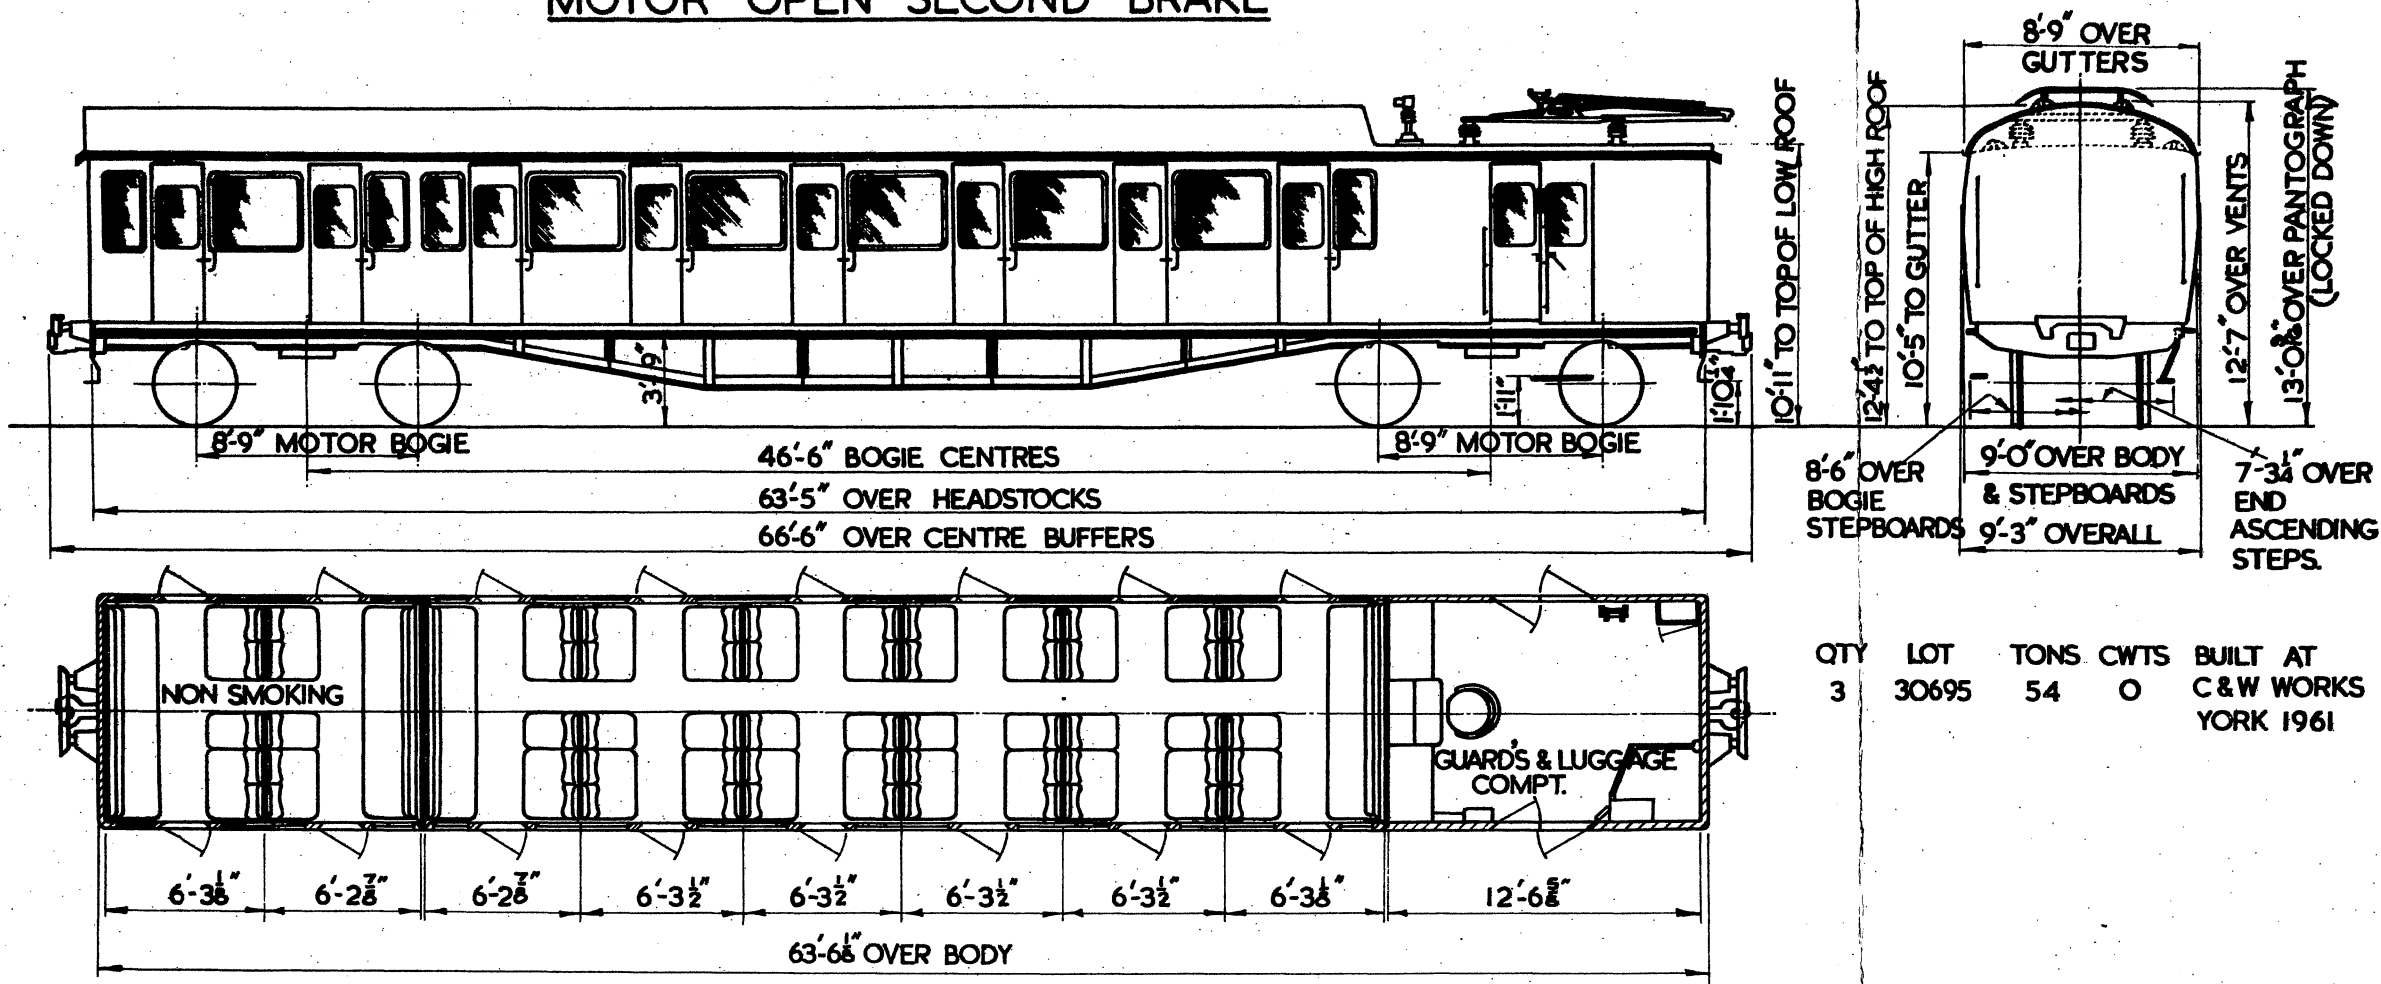 MOTOR OPEN SECOND BRAKE
8'-9" OVER
GUTTERS
10'-11" TO TOP OF LOW ROOF
12'-4½" TO TOP OF HIGH ROOF
10'-5" TO GUTTER
12'-7" OVER VENTS
OVER PANTOGRAPH
(LOCKED DOWN)
3'-9"
1'-11"
1'-10¼"
8'-9" MOTOR BOGIE
8'-9" MOTOR BOGIE
46'-6" BOGIE CENTRES
63'-5" OVER HEADSTOCKS
66'-6" OVER CENTRE BUFFERS
8'-6" OVER
BOGIE
STEPBOARDS
9'-0" OVER BODY
& STEPBOARDS
9'-3" OVERALL
7'-3¼" OVER
END
ASCENDING
STEPS.
NON SMOKING
GUARD'S & LUGGAGE
COMPT.
QTY LOT TONS CWTS BUILT AT
3 30695 54 0 C & W WORKS
YORK 1961
6'-3⅛" 6'-2⅞" 6'-2⅞" 6'-3½" 6'-3½" 6'-3½" 6'-3½" 6'-3⅛" 12'-6⅝"
63'-6⅛" OVER BODY